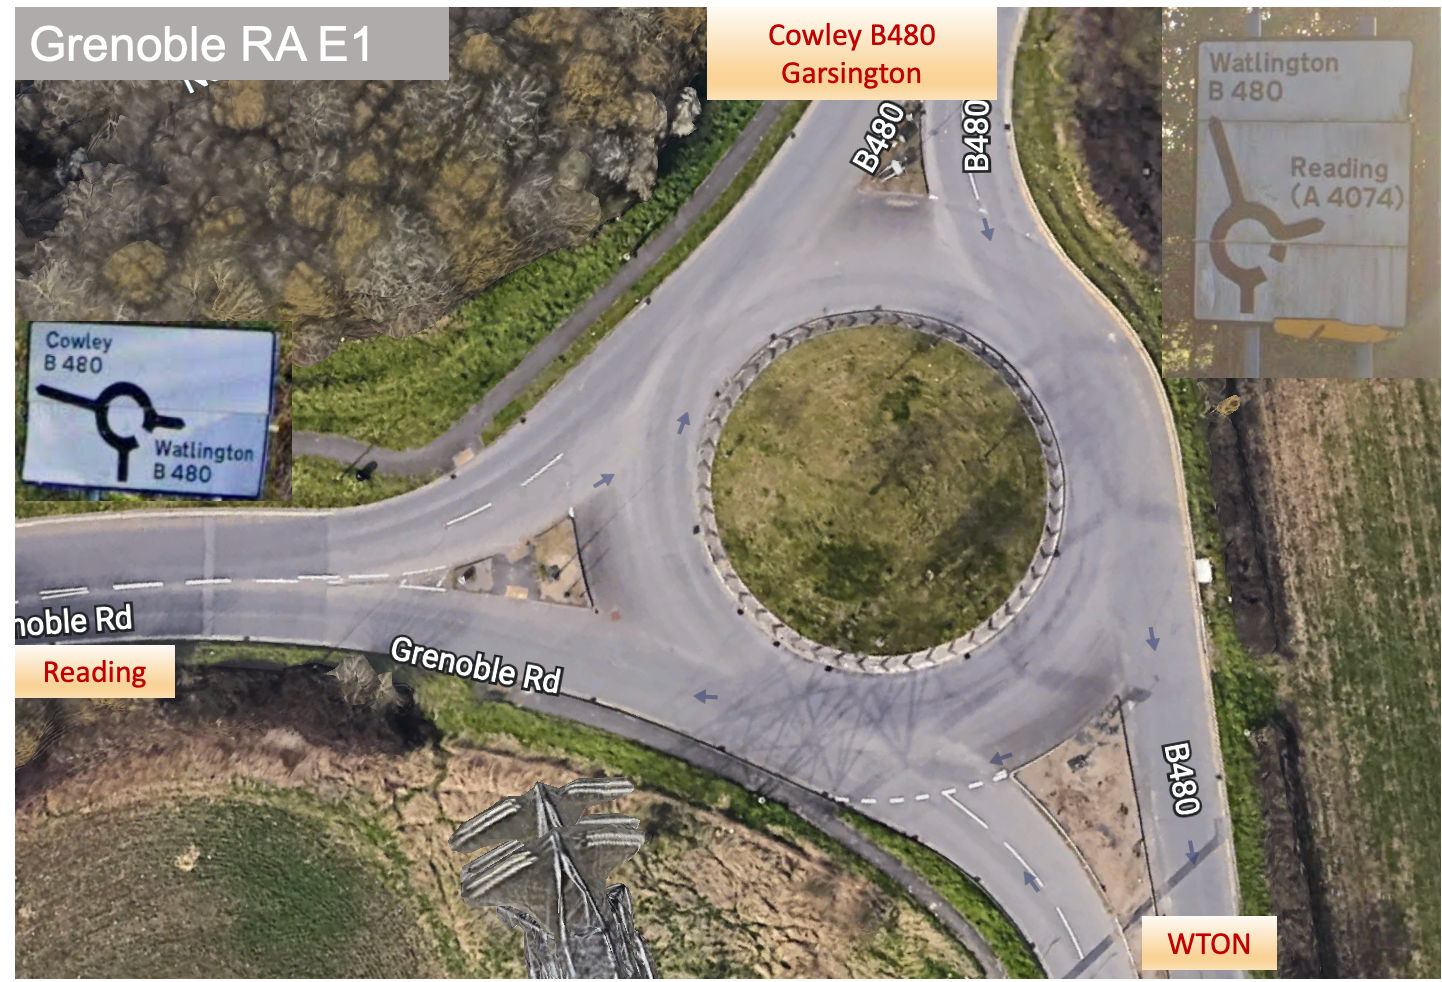 Grenoble RA E1
Cowley B480
Garsington
Watlington
B 480
Reading
(A 4074)
B480
B480
Cowley
B 480
Watlington
B 480
noble Rd
Reading
Grenoble Rd
B480
WTON